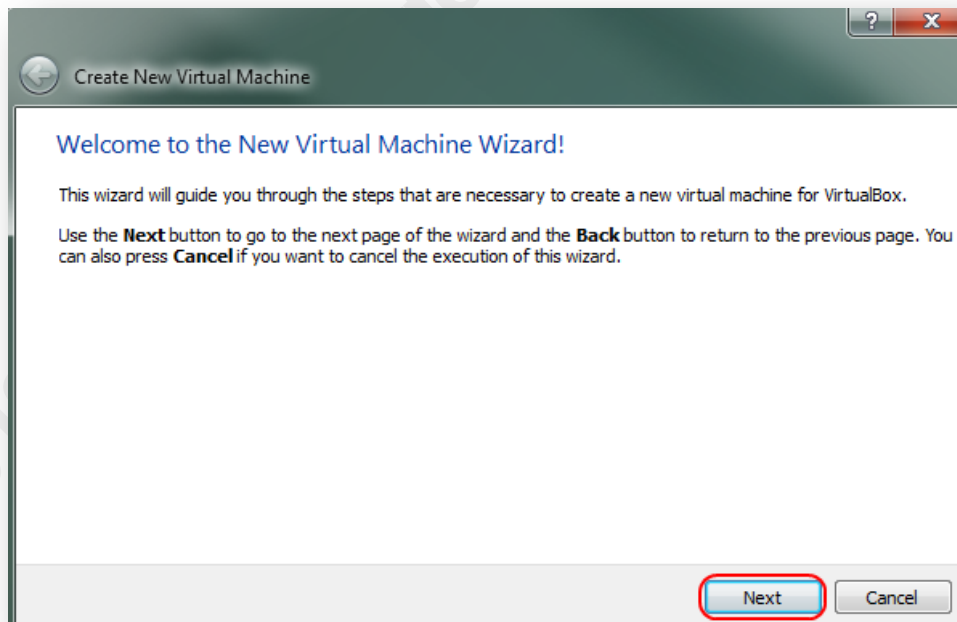 ? X
Create New Virtual Machine
Welcome to the New Virtual Machine Wizard!
This wizard will guide you through the steps that are necessary to create a new virtual machine for VirtualBox.
Use the Next button to go to the next page of the wizard and the Back button to return to the previous page. You
can also press Cancel if you want to cancel the execution of this wizard.
Next Cancel